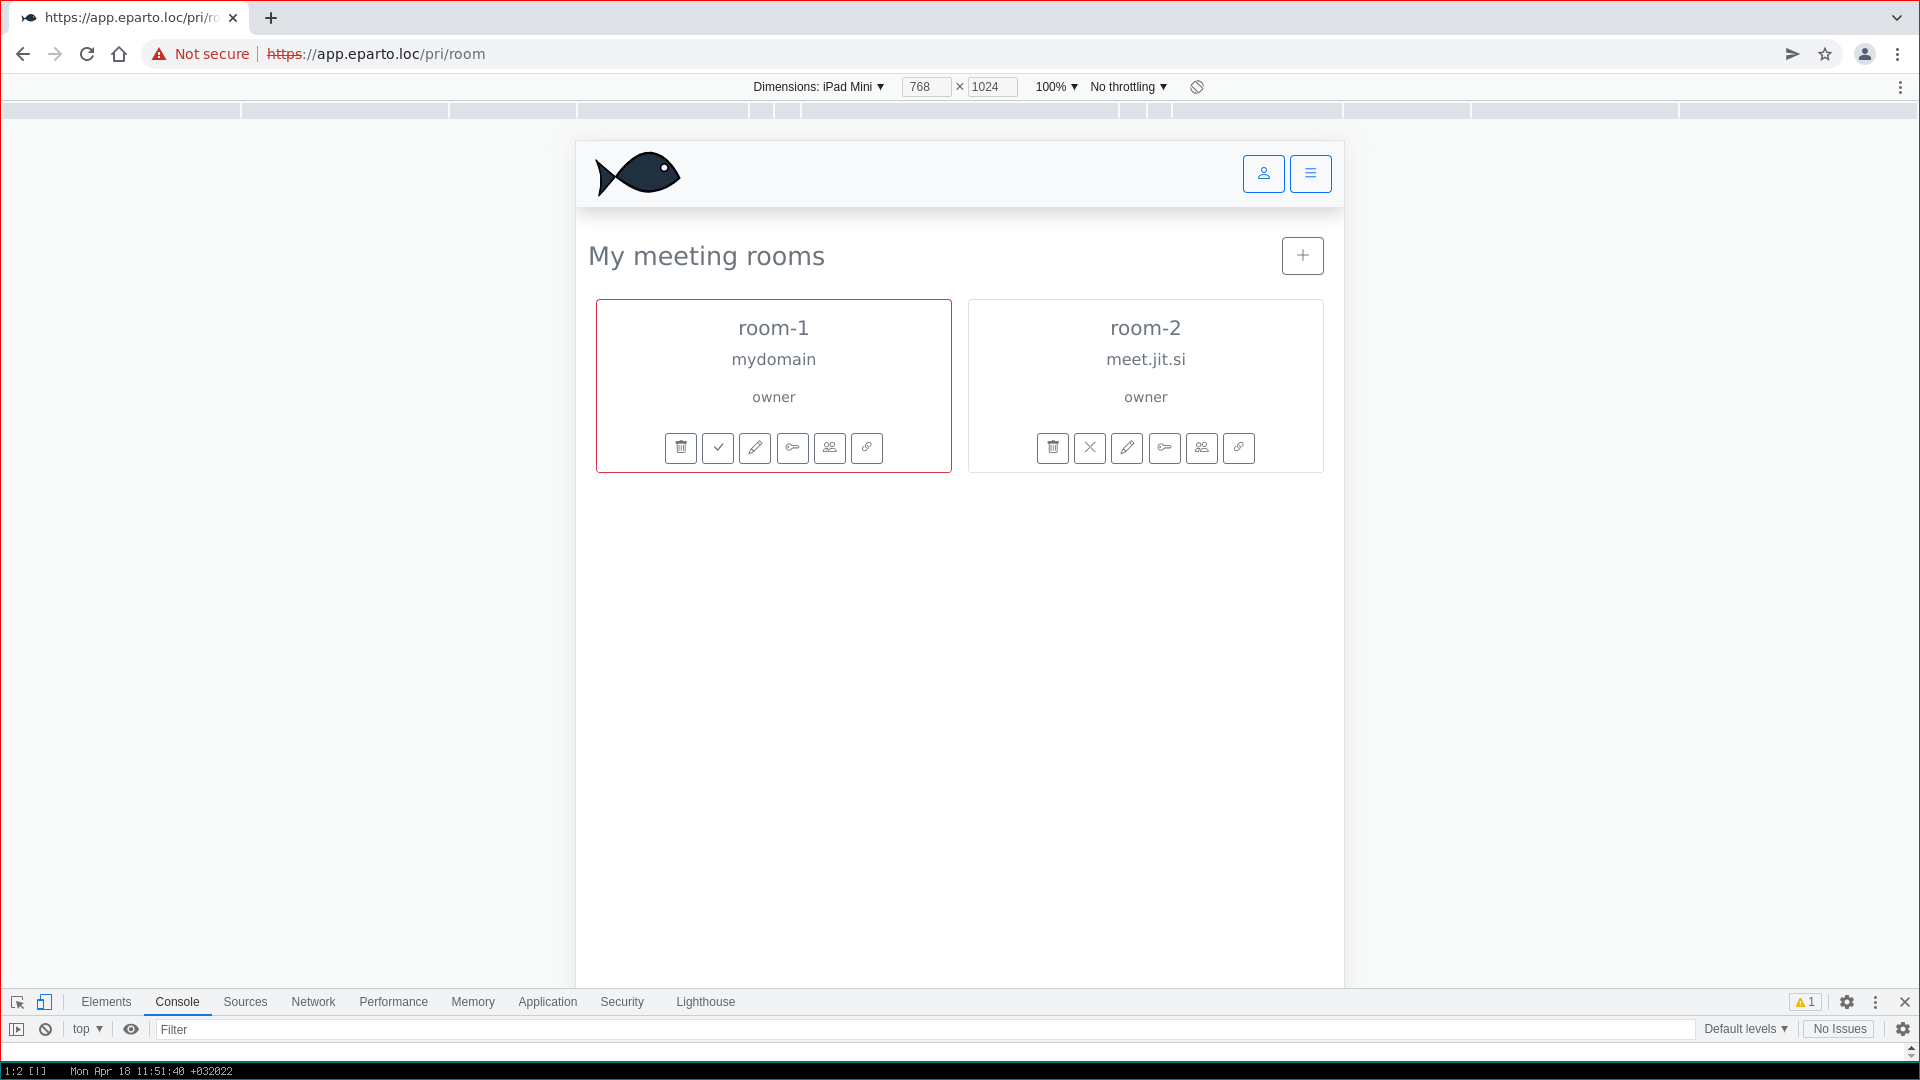 https://app.eparto.loc/pri/ro
Not secure https://app.eparto.loc/pri/room
Dimensions: iPad Mini 768 × 1024 100% No throttling
My meeting rooms
room-1
mydomain
owner
room-2
meet.jit.si
owner
Elements Console Sources Network Performance Memory Application Security Lighthouse 1
top Filter Default levels No Issues
1:2 [|] Mon Apr 18 11:51:40 +032022